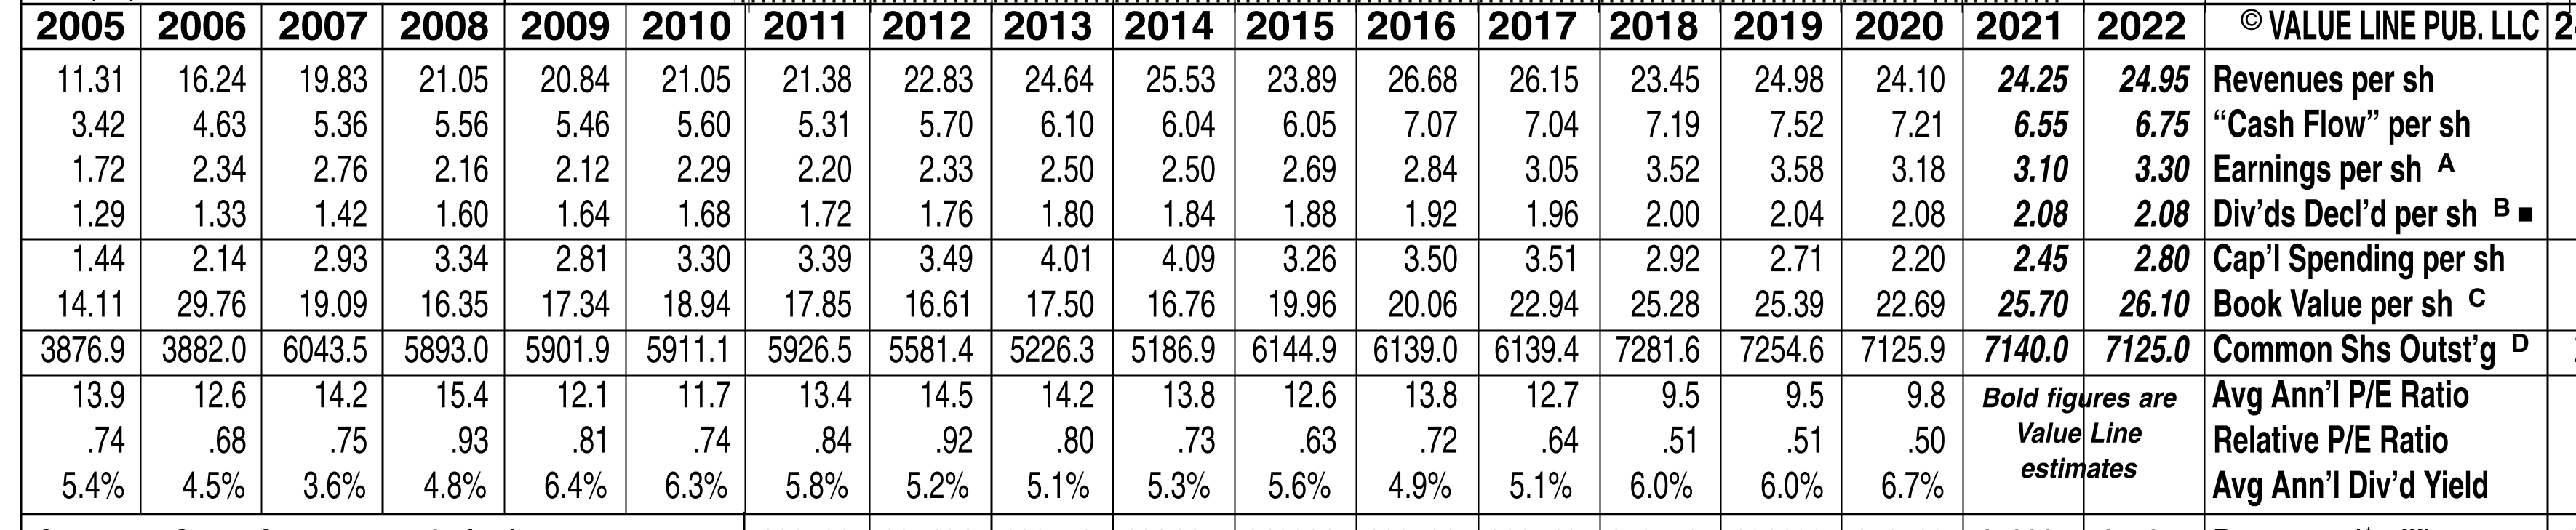 2005 2006 2007 2008 2009 2010 2011 2012 2013 2014 2015 2016 2017 2018 2019 2020 2021 2022 © VALUE LINE PUB. LLC
11.31 16.24 19.83 21.05 20.84 21.05 21.38 22.83 24.64 25.53 23.89 26.68 26.15 23.45 24.98 24.10 24.25 24.95 Revenues per sh
3.42 4.63 5.36 5.56 5.46 5.60 5.31 5.70 6.10 6.04 6.05 7.07 7.04 7.19 7.52 7.21 6.55 6.75 “Cash Flow” per sh
1.72 2.34 2.76 2.16 2.12 2.29 2.20 2.33 2.50 2.50 2.69 2.84 3.05 3.52 3.58 3.18 3.10 3.30 Earnings per sh A
1.29 1.33 1.42 1.60 1.64 1.68 1.72 1.76 1.80 1.84 1.88 1.92 1.96 2.00 2.04 2.08 2.08 2.08 Div’ds Decl’d per sh B ■
1.44 2.14 2.93 3.34 2.81 3.30 3.39 3.49 4.01 4.09 3.26 3.50 3.51 2.92 2.71 2.20 2.45 2.80 Cap’l Spending per sh
14.11 29.76 19.09 16.35 17.34 18.94 17.85 16.61 17.50 16.76 19.96 20.06 22.94 25.28 25.39 22.69 25.70 26.10 Book Value per sh C
3876.9 3882.0 6043.5 5893.0 5901.9 5911.1 5926.5 5581.4 5226.3 5186.9 6144.9 6139.0 6139.4 7281.6 7254.6 7125.9 7140.0 7125.0 Common Shs Outst’g D
13.9 12.6 14.2 15.4 12.1 11.7 13.4 14.5 14.2 13.8 12.6 13.8 12.7 9.5 9.5 9.8 Bold figures are Avg Ann’l P/E Ratio
.74 .68 .75 .93 .81 .74 .84 .92 .80 .73 .63 .72 .64 .51 .51 .50 Value Line Relative P/E Ratio
5.4% 4.5% 3.6% 4.8% 6.4% 6.3% 5.8% 5.2% 5.1% 5.3% 5.6% 4.9% 5.1% 6.0% 6.0% 6.7% estimates Avg Ann’l Div’d Yield